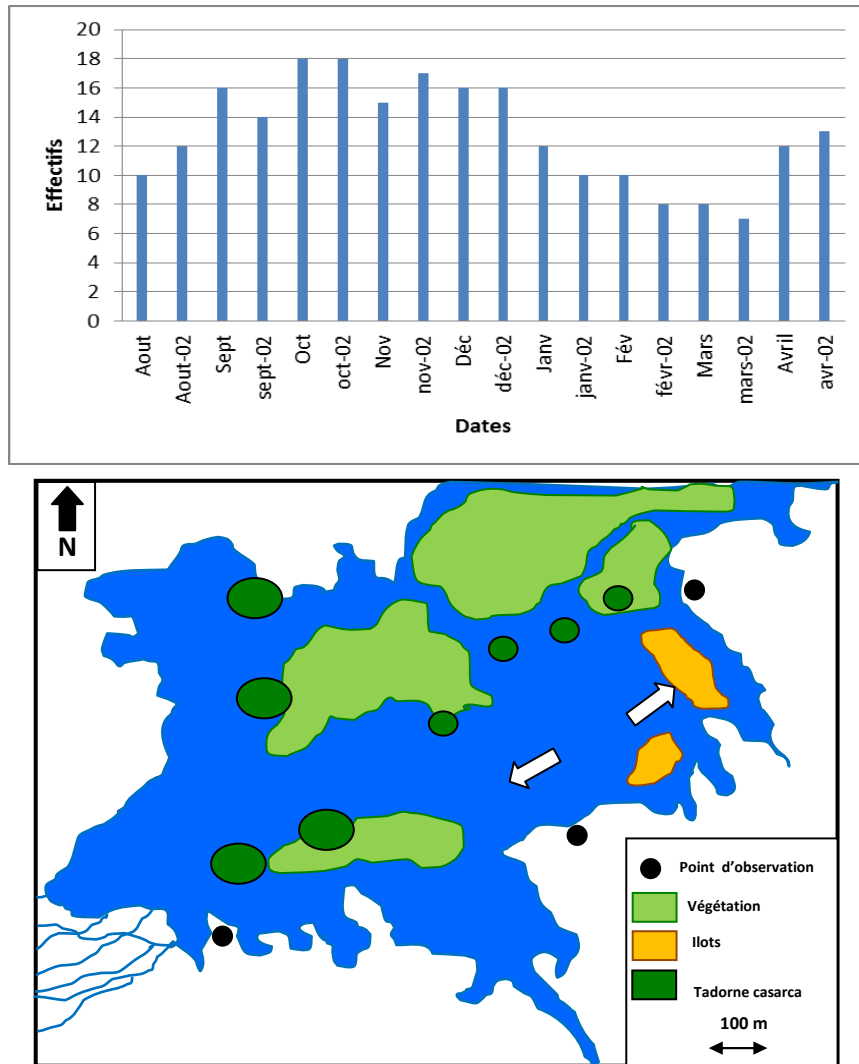 20
18
16
14
12
10
8
6
4
2
0
Effectifs
Aout
Aout-02
Sept
sept-02
Oct
oct-02
Nov
nov-02
Déc
déc-02
Janv
janv-02
Fév
févr-02
Mars
mars-02
Avril
avr-02
Dates
N
Point d'observation
Végétation
Ilots
Tadorne casarca
100 m